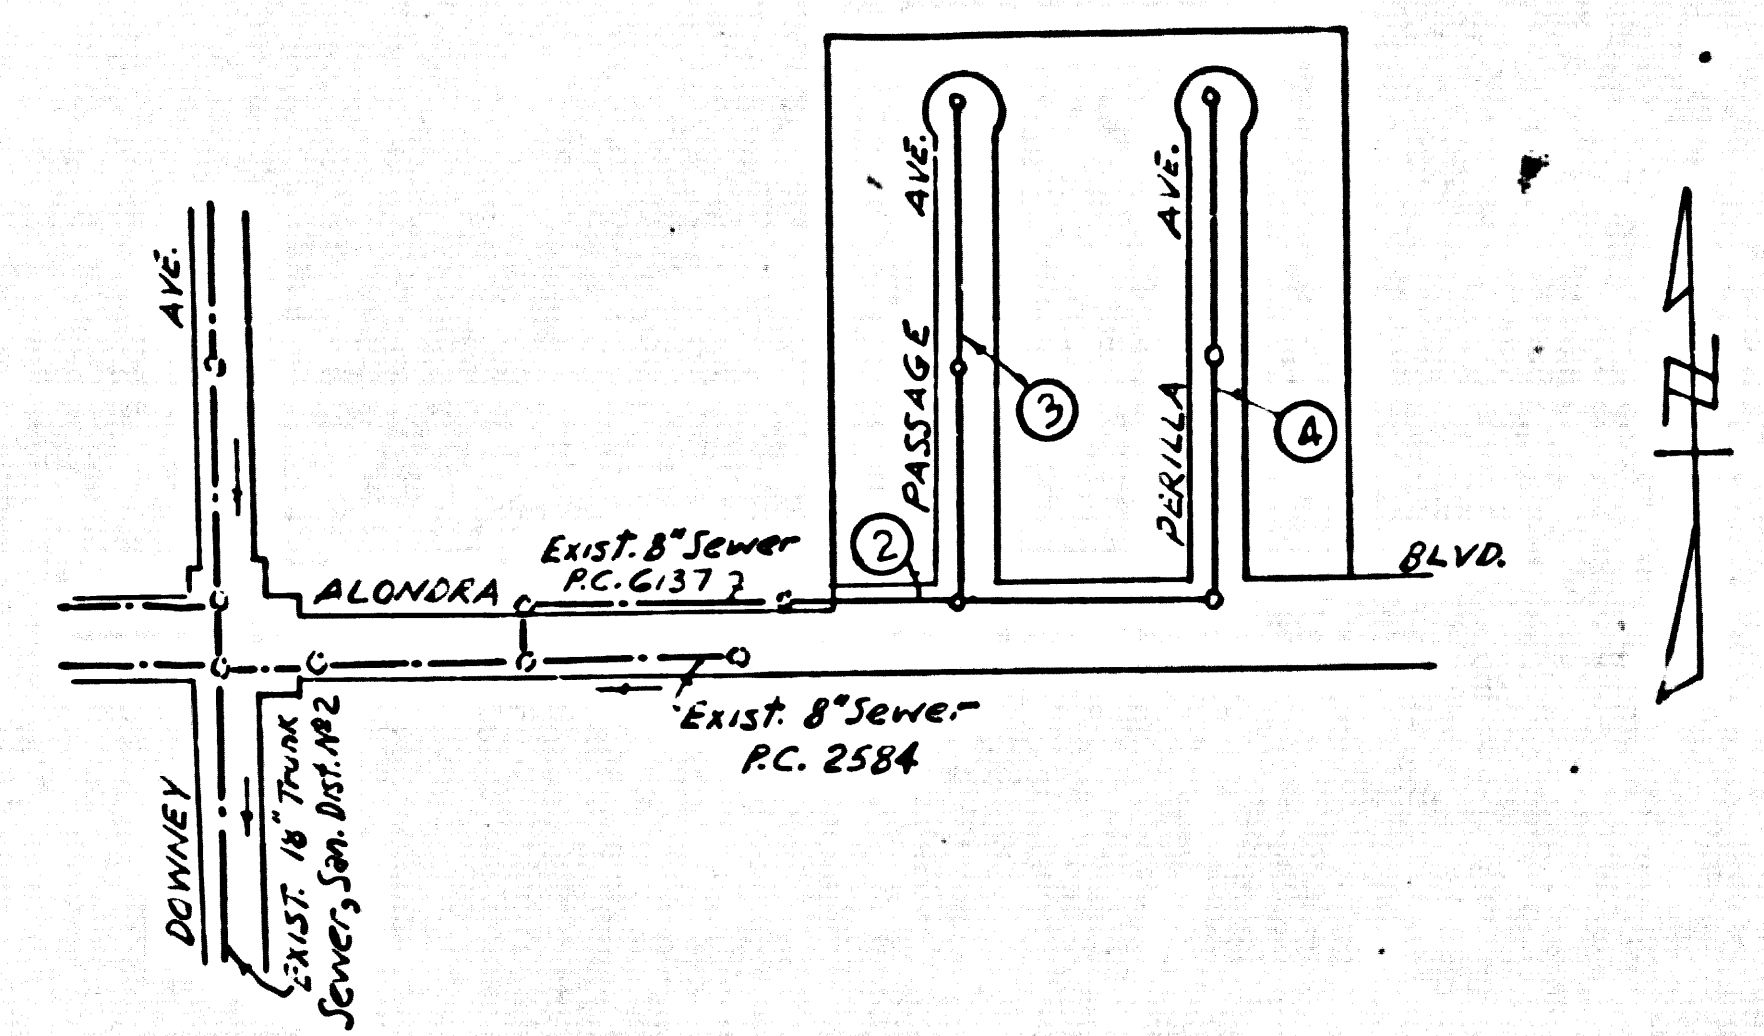 AVE.
PASSAGE AVE.
PERILLA AVE.
3
4
2
N
Exist. 8" Sewer
P.C. 6137
ALONDRA
BLVD.
Exist. 8" Sewer
P.C. 2584
DOWNEY
EXIST. 18" Trunk
Sewer, San. Dist. Nº 2